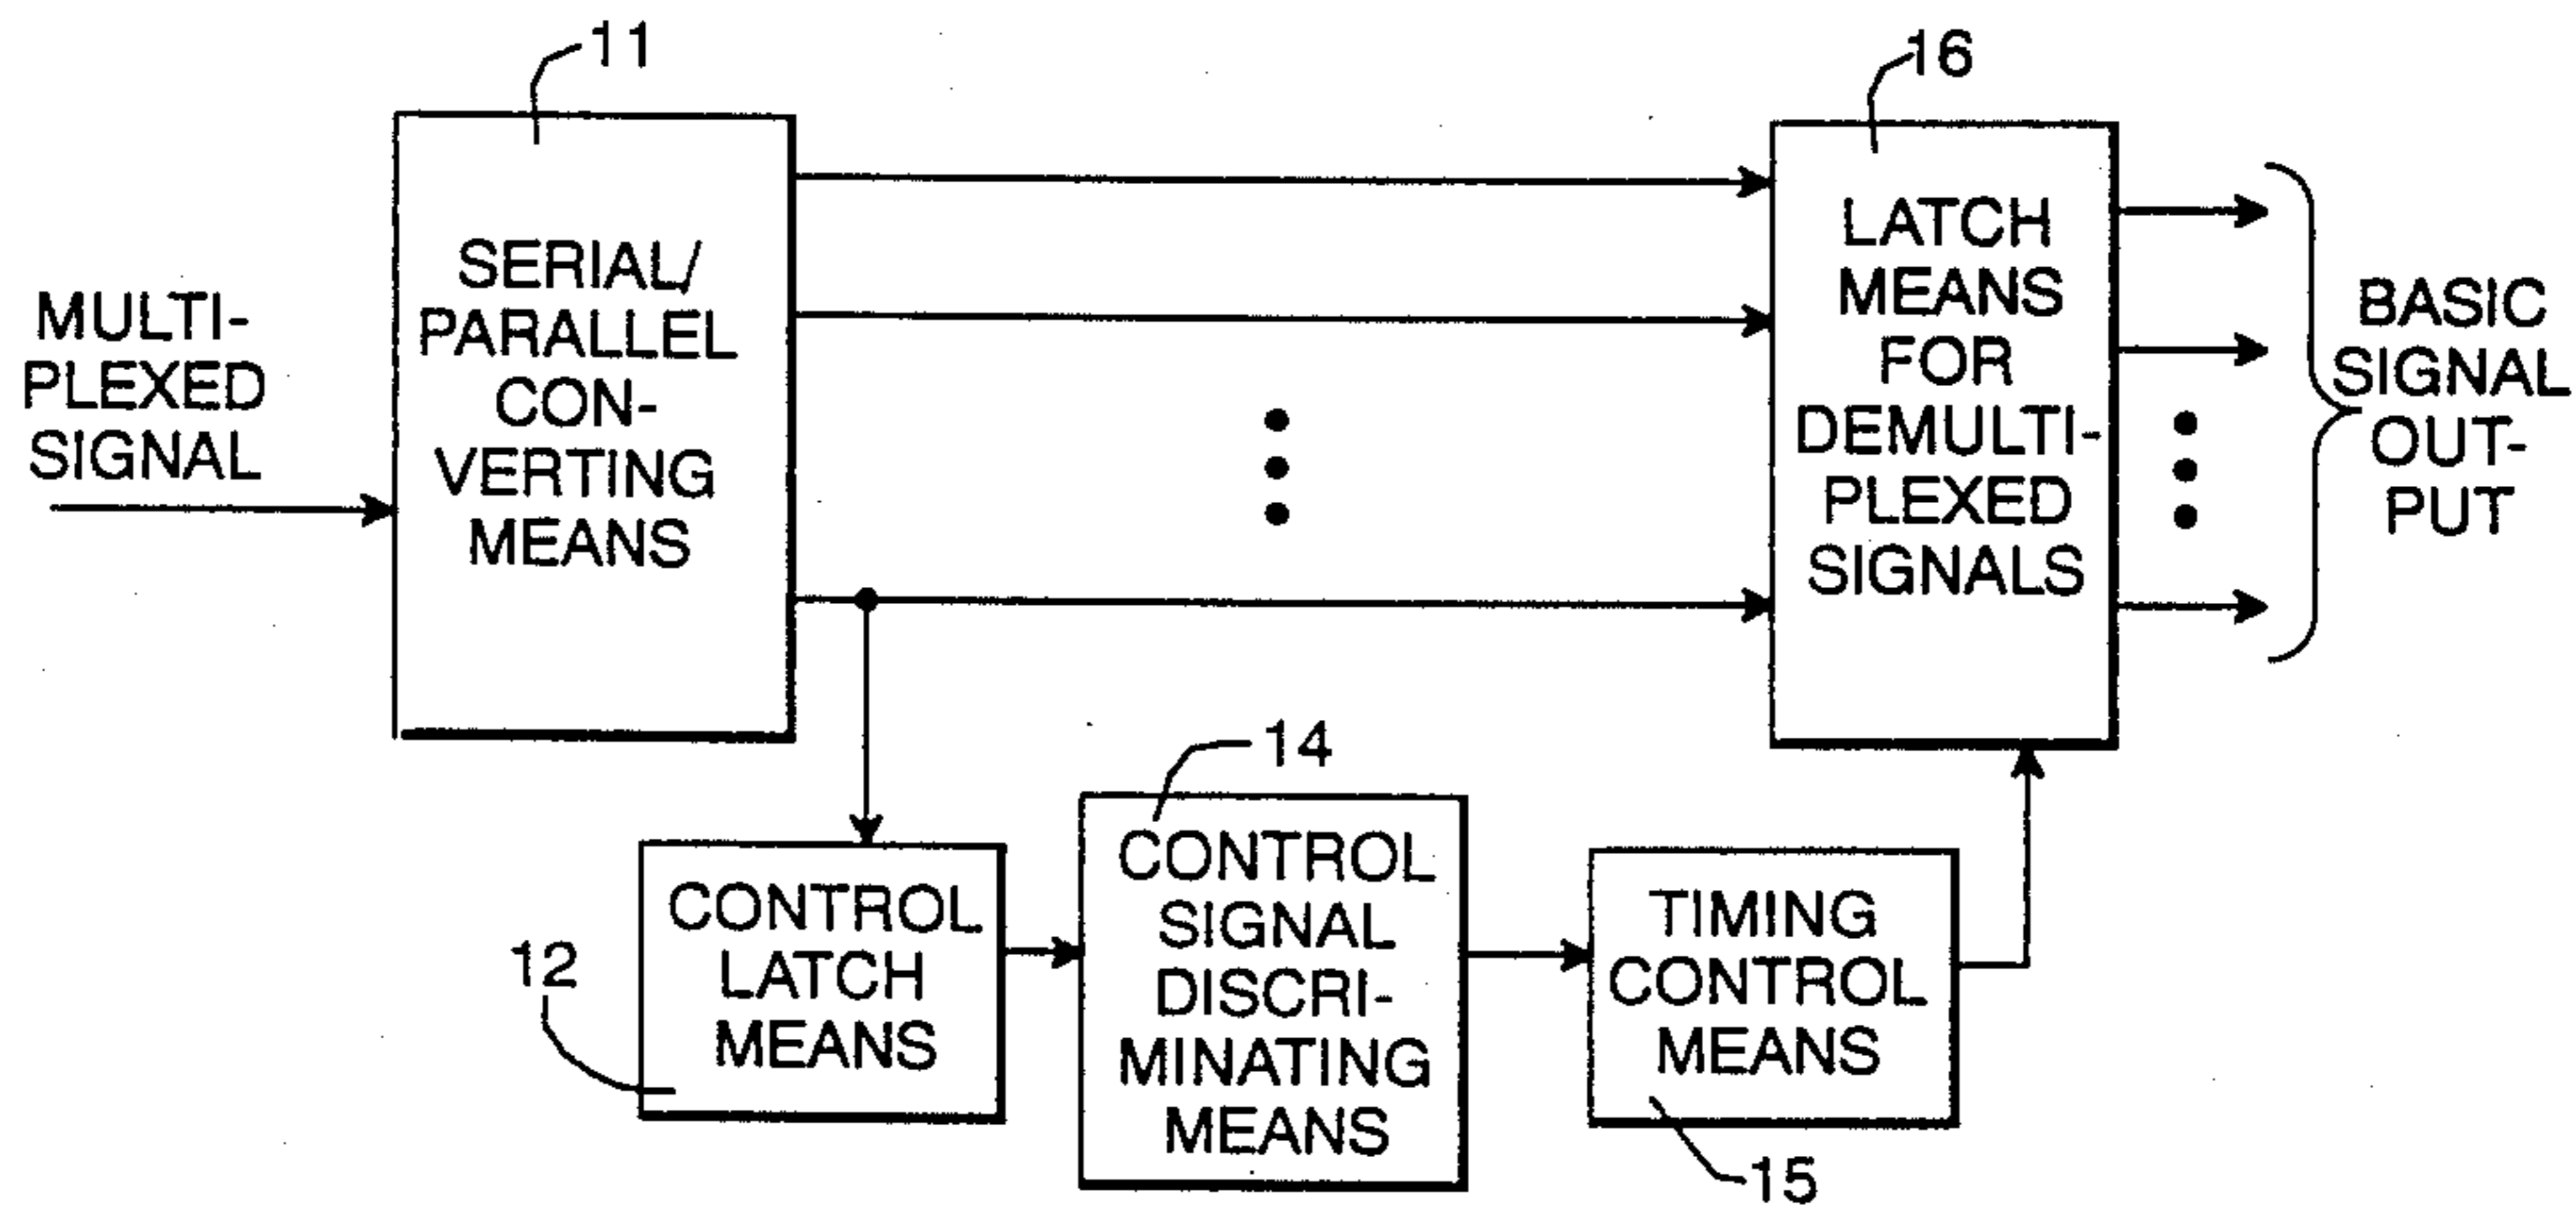 11
16
MULTI-
PLEXED
SIGNAL
SERIAL/
PARALLEL
CON-
VERTING
MEANS
LATCH
MEANS
FOR
DEMULTI-
PLEXED
SIGNALS
BASIC
SIGNAL
OUT-
PUT
12
CONTROL
LATCH
MEANS
14
CONTROL
SIGNAL
DISCRI-
MINATING
MEANS
TIMING
CONTROL
MEANS
15